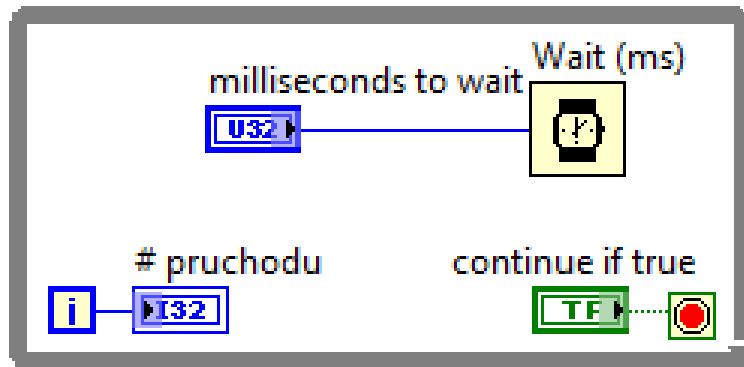 Wait (ms)
milliseconds to wait
U32
# pruchodu
continue if true
i
I32
TF